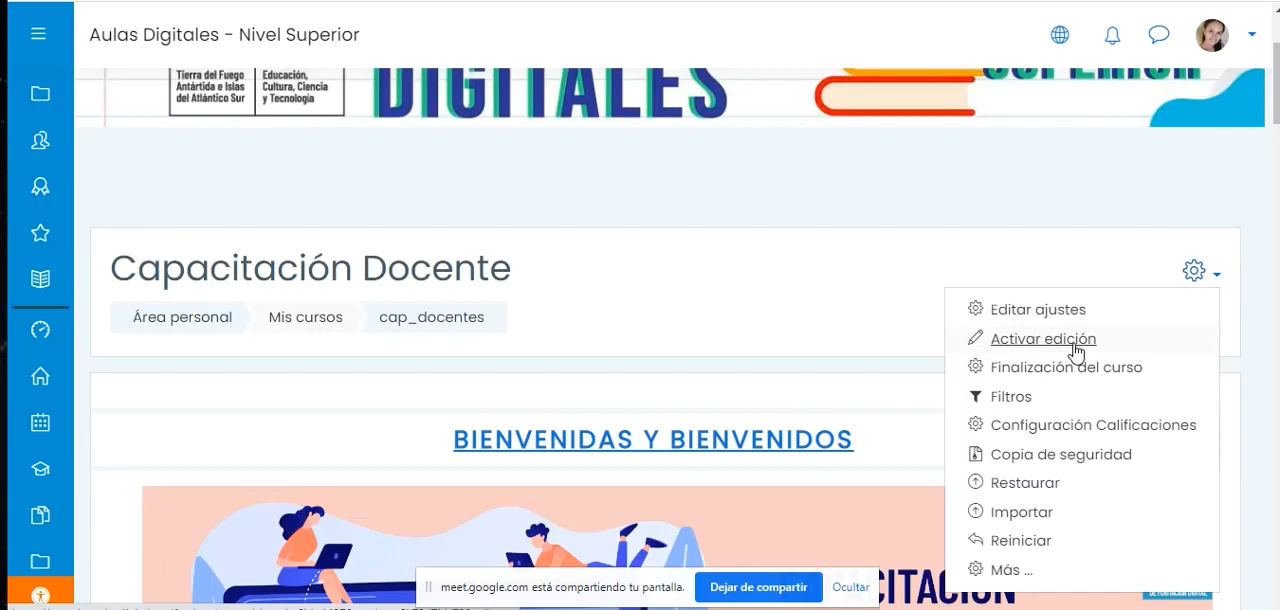 Aulas Digitales - Nivel Superior
Tierra del Fuego
Antártida e Islas
del Atlántico Sur
Educación,
Cultura, Ciencia
y Tecnología
DIGITALES
SUPERIOR
Capacitación Docente
Área personal
Mis cursos
cap_docentes
Editar ajustes
Activar edición
Finalización del curso
Filtros
Configuración Calificaciones
Copia de seguridad
Restaurar
Importar
Reiniciar
Más ...
BIENVENIDAS Y BIENVENIDOS
meet.google.com está compartiendo tu pantalla.
Dejar de compartir
Ocultar